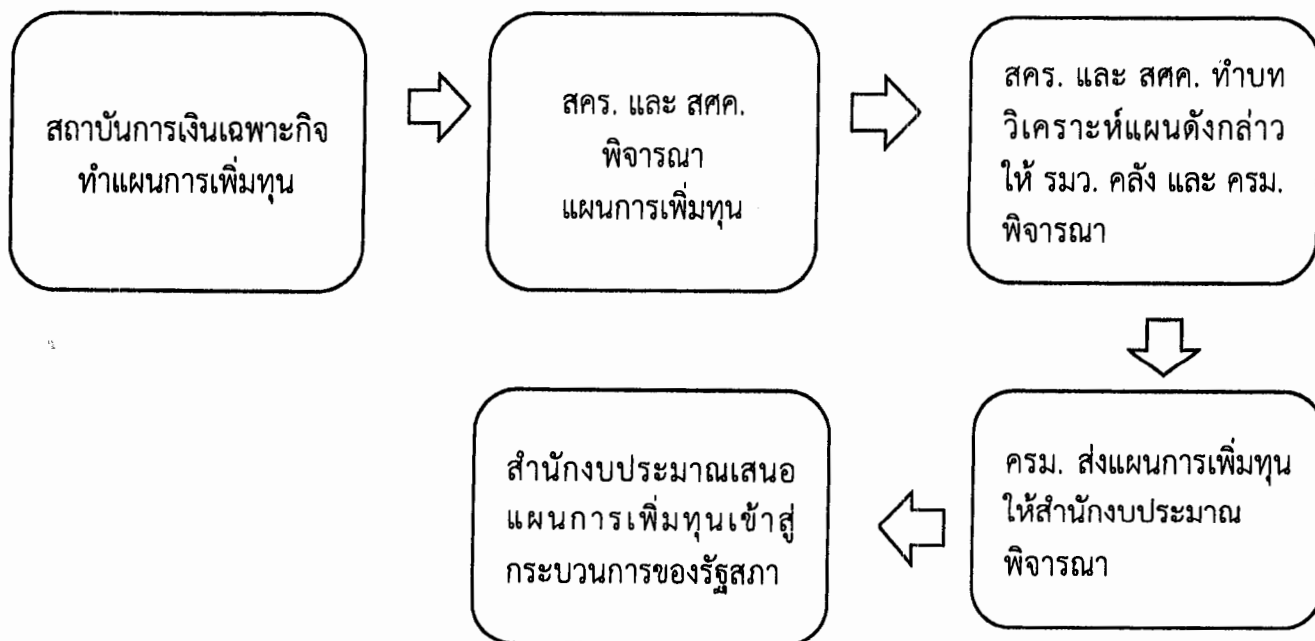 สถาบันการเงินเฉพาะกิจ
ทำแผนการเพิ่มทุน
สคร. และ สศค.
พิจารณา
แผนการเพิ่มทุน
สคร. และ สศค. ทำบท
วิเคราะห์แผนดังกล่าว
ให้ รมว. คลัง และ ครม.
พิจารณา
ครม. ส่งแผนการเพิ่มทุน
ให้สำนักงบประมาณ
พิจารณา
สำนักงบประมาณเสนอ
แผนการเพิ่มทุนเข้าสู่
กระบวนการของรัฐสภา